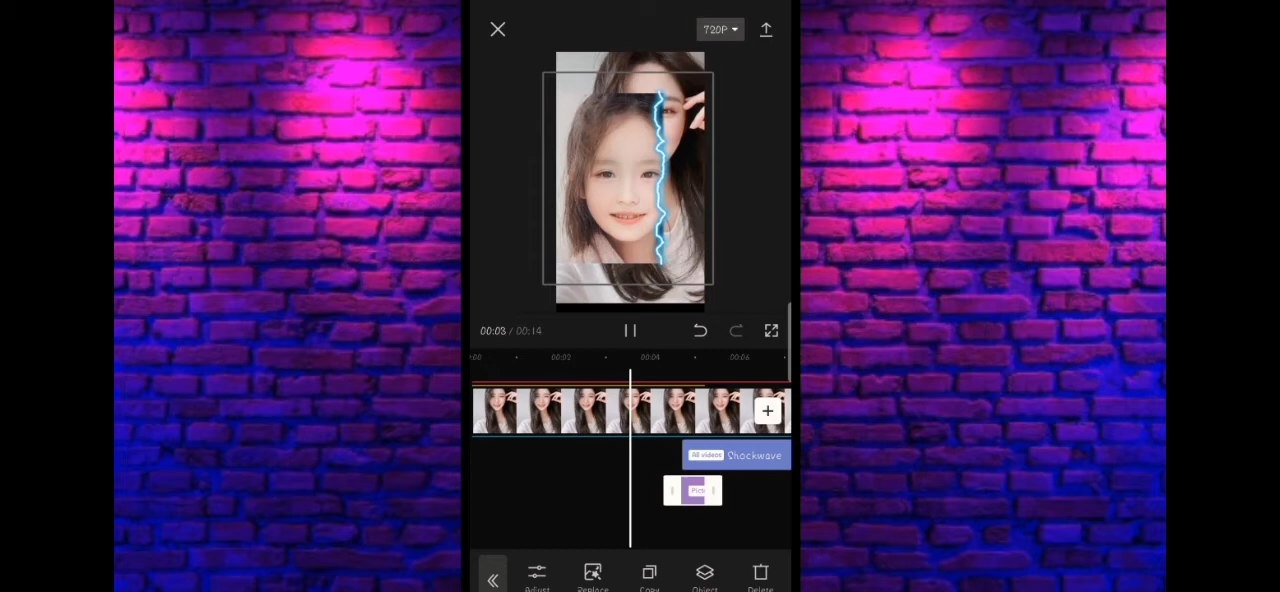 720P
00:03 / 00:14
:00 00:02 00:04 00:06
All videos Shockwave
Adjust Replace Copy Object Delete